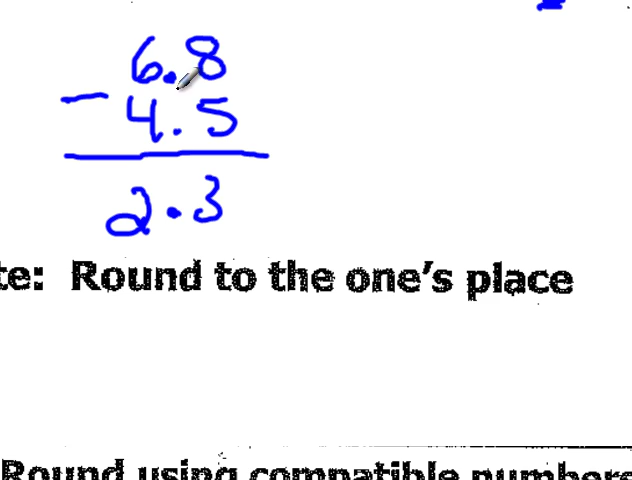 6.8
- 4.5
2.3
te: Round to the one's place
Round using compatible numbers